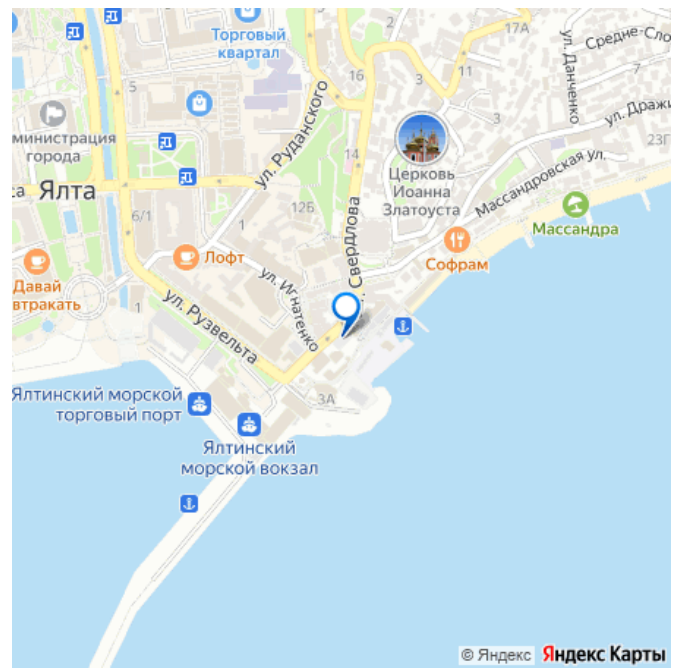 Торговый
квартал
17А
Средне-Сло
ул. Данченко
5
16
3
11
ул. Руданского
министрация
города
ул. Дражи
23Г
14
Церковь
Иоанна
Златоуста
3
Массандровская ул.
са
Ялта
6/1
12Б
1
Свердлова
Массандра
Софрам
Лофт
Давай
втракать
ул. Игнатенко
1
ул. Рузвельта
3А
Ялтинский морской
торговый порт
Ялтинский
морской вокзал
© Яндекс Яндекс Карты